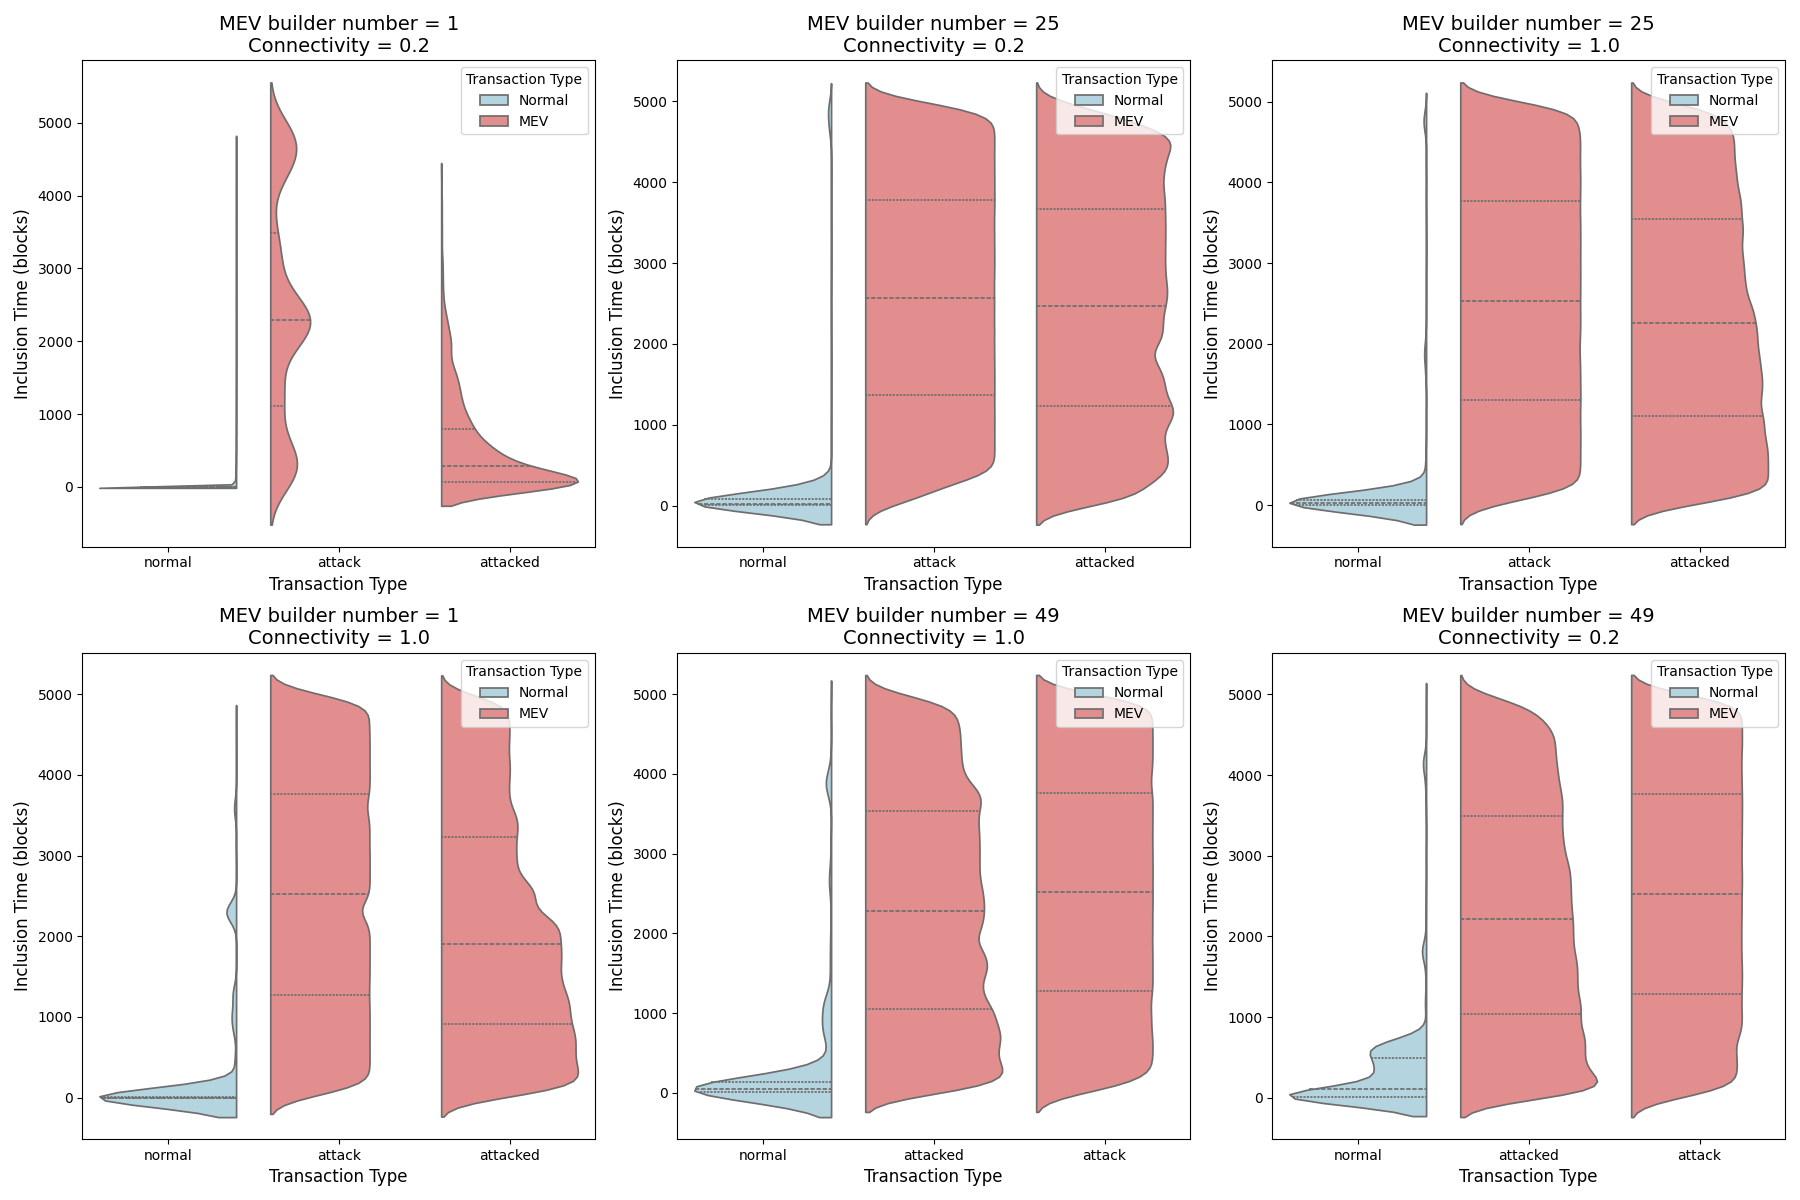 MEV builder number = 1
Connectivity = 0.2
Inclusion Time (blocks)
5000
4000
3000
2000
1000
0
Transaction Type
Normal
MEV
normal
attack
attacked
Transaction Type
MEV builder number = 25
Connectivity = 0.2
Inclusion Time (blocks)
5000
4000
3000
2000
1000
0
Transaction Type
Normal
MEV
normal
attack
attacked
Transaction Type
MEV builder number = 25
Connectivity = 1.0
Inclusion Time (blocks)
5000
4000
3000
2000
1000
0
Transaction Type
Normal
MEV
normal
attack
attacked
Transaction Type
MEV builder number = 1
Connectivity = 1.0
Inclusion Time (blocks)
5000
4000
3000
2000
1000
0
Transaction Type
Normal
MEV
normal
attack
attacked
Transaction Type
MEV builder number = 49
Connectivity = 1.0
Inclusion Time (blocks)
5000
4000
3000
2000
1000
0
Transaction Type
Normal
MEV
normal
attacked
attack
Transaction Type
MEV builder number = 49
Connectivity = 0.2
Inclusion Time (blocks)
5000
4000
3000
2000
1000
0
Transaction Type
Normal
MEV
normal
attacked
attack
Transaction Type